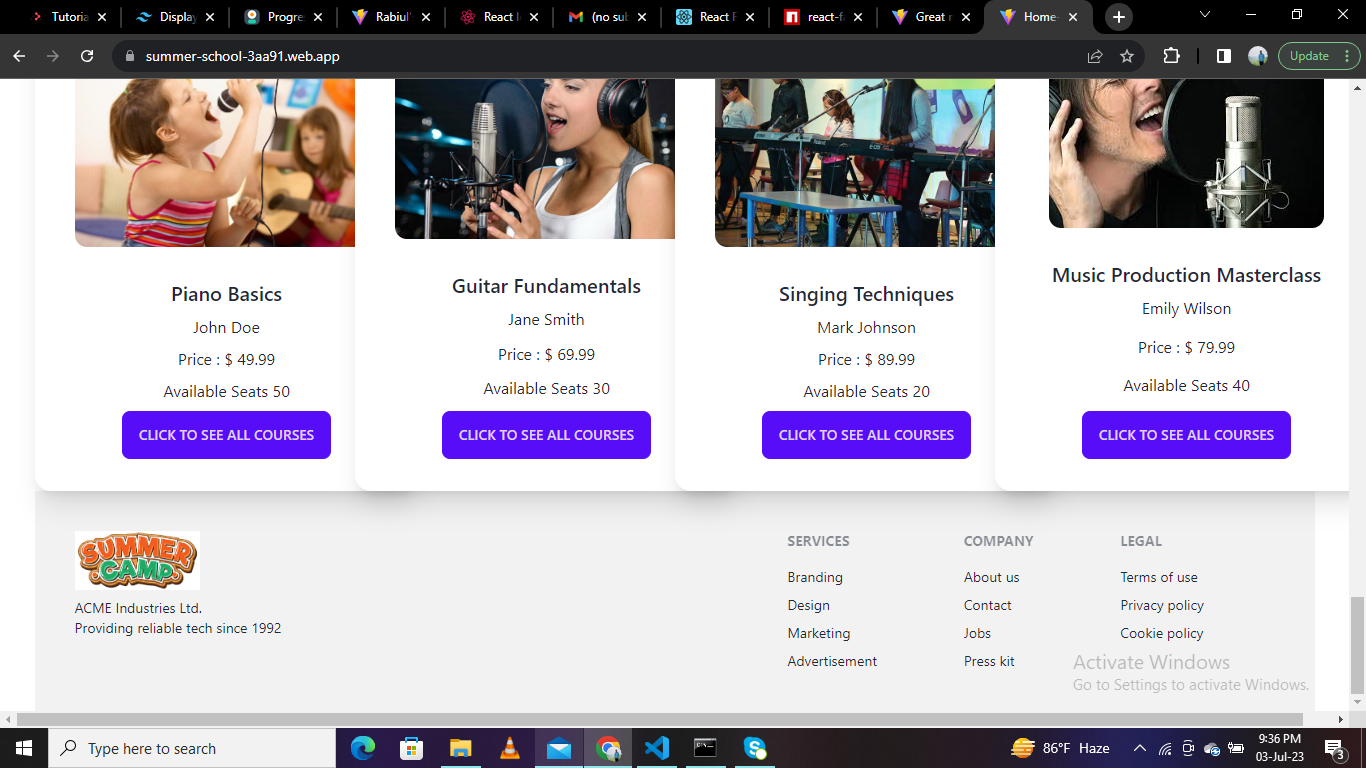 Tutoria
Display
Progre
Rabiul'
React I
(no sub
React F
react-fa
Great r
Home-
summer-school-3aa91.web.app
Update
Piano Basics
John Doe
Price : $ 49.99
Available Seats 50
CLICK TO SEE ALL COURSES
Guitar Fundamentals
Jane Smith
Price : $ 69.99
Available Seats 30
CLICK TO SEE ALL COURSES
Singing Techniques
Mark Johnson
Price : $ 89.99
Available Seats 20
CLICK TO SEE ALL COURSES
Music Production Masterclass
Emily Wilson
Price : $ 79.99
Available Seats 40
CLICK TO SEE ALL COURSES
SUMMER
CAMP
ACME Industries Ltd.
Providing reliable tech since 1992
SERVICES
Branding
Design
Marketing
Advertisement
COMPANY
About us
Contact
Jobs
Press kit
LEGAL
Terms of use
Privacy policy
Cookie policy
Activate Windows
Go to Settings to activate Windows.
Type here to search
86°F Haze
9:36 PM
03-Jul-23
3